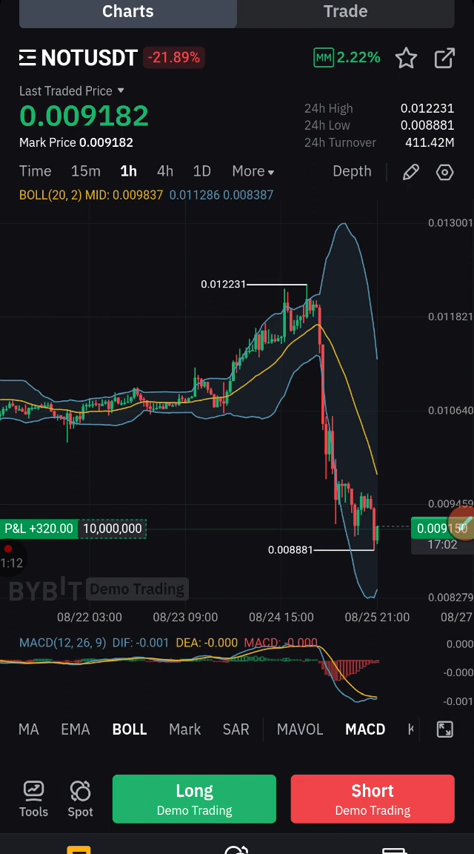 Charts Trade
NOTUSDT -21.89% MM 2.22%
Last Traded Price
0.009182
Mark Price 0.009182
24h High 0.012231
24h Low 0.008881
24h Turnover 411.42M
Time 15m 1h 4h 1D More Depth
BOLL(20, 2) MID: 0.009837 0.011286 0.008387
0.013001
0.012231
0.011821
0.010640
0.009459
P&L +320.00 10,000,000
17:02
0.008881
1:12
BYBIT Demo Trading
0.008279
08/22 03:00 08/23 09:00 08/24 15:00 08/25 21:00 08/27
MACD(12, 26, 9) DIF: -0.001 DEA: -0.000 MACD: -0.000
0.000
-0.000
-0.001
MA EMA BOLL Mark SAR MAVOL MACD
Tools Spot
Long
Demo Trading
Short
Demo Trading